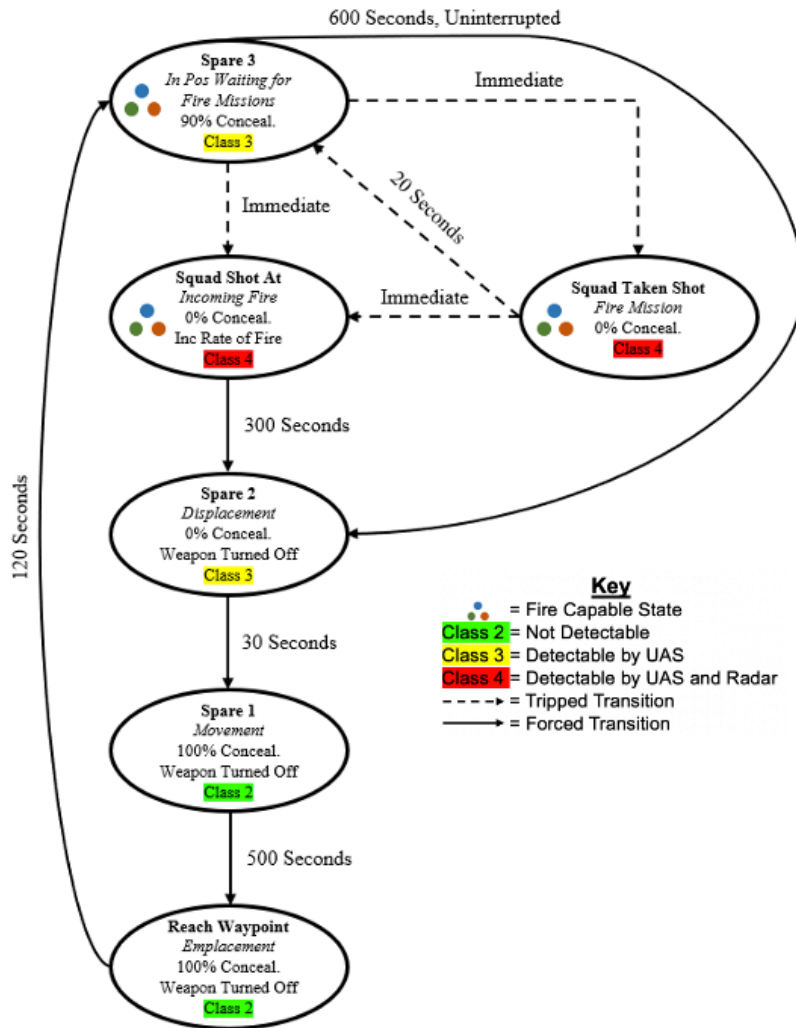 600 Seconds, Uninterrupted
Spare 3
In Pos Waiting for
Fire Missions
90% Conceal.
Class 3
Immediate
Immediate
20 Seconds
Squad Shot At
Incoming Fire
0% Conceal.
Inc Rate of Fire
Class 4
Immediate
Squad Taken Shot
Fire Mission
0% Conceal.
Class 4
300 Seconds
120 Seconds
Spare 2
Displacement
0% Conceal.
Weapon Turned Off
Class 3
30 Seconds
Spare 1
Movement
100% Conceal.
Weapon Turned Off
Class 2
500 Seconds
Reach Waypoint
Emplacement
100% Conceal.
Weapon Turned Off
Class 2
Key
= Fire Capable State
Class 2 = Not Detectable
Class 3 = Detectable by UAS
Class 4 = Detectable by UAS and Radar
= Tripped Transition
= Forced Transition